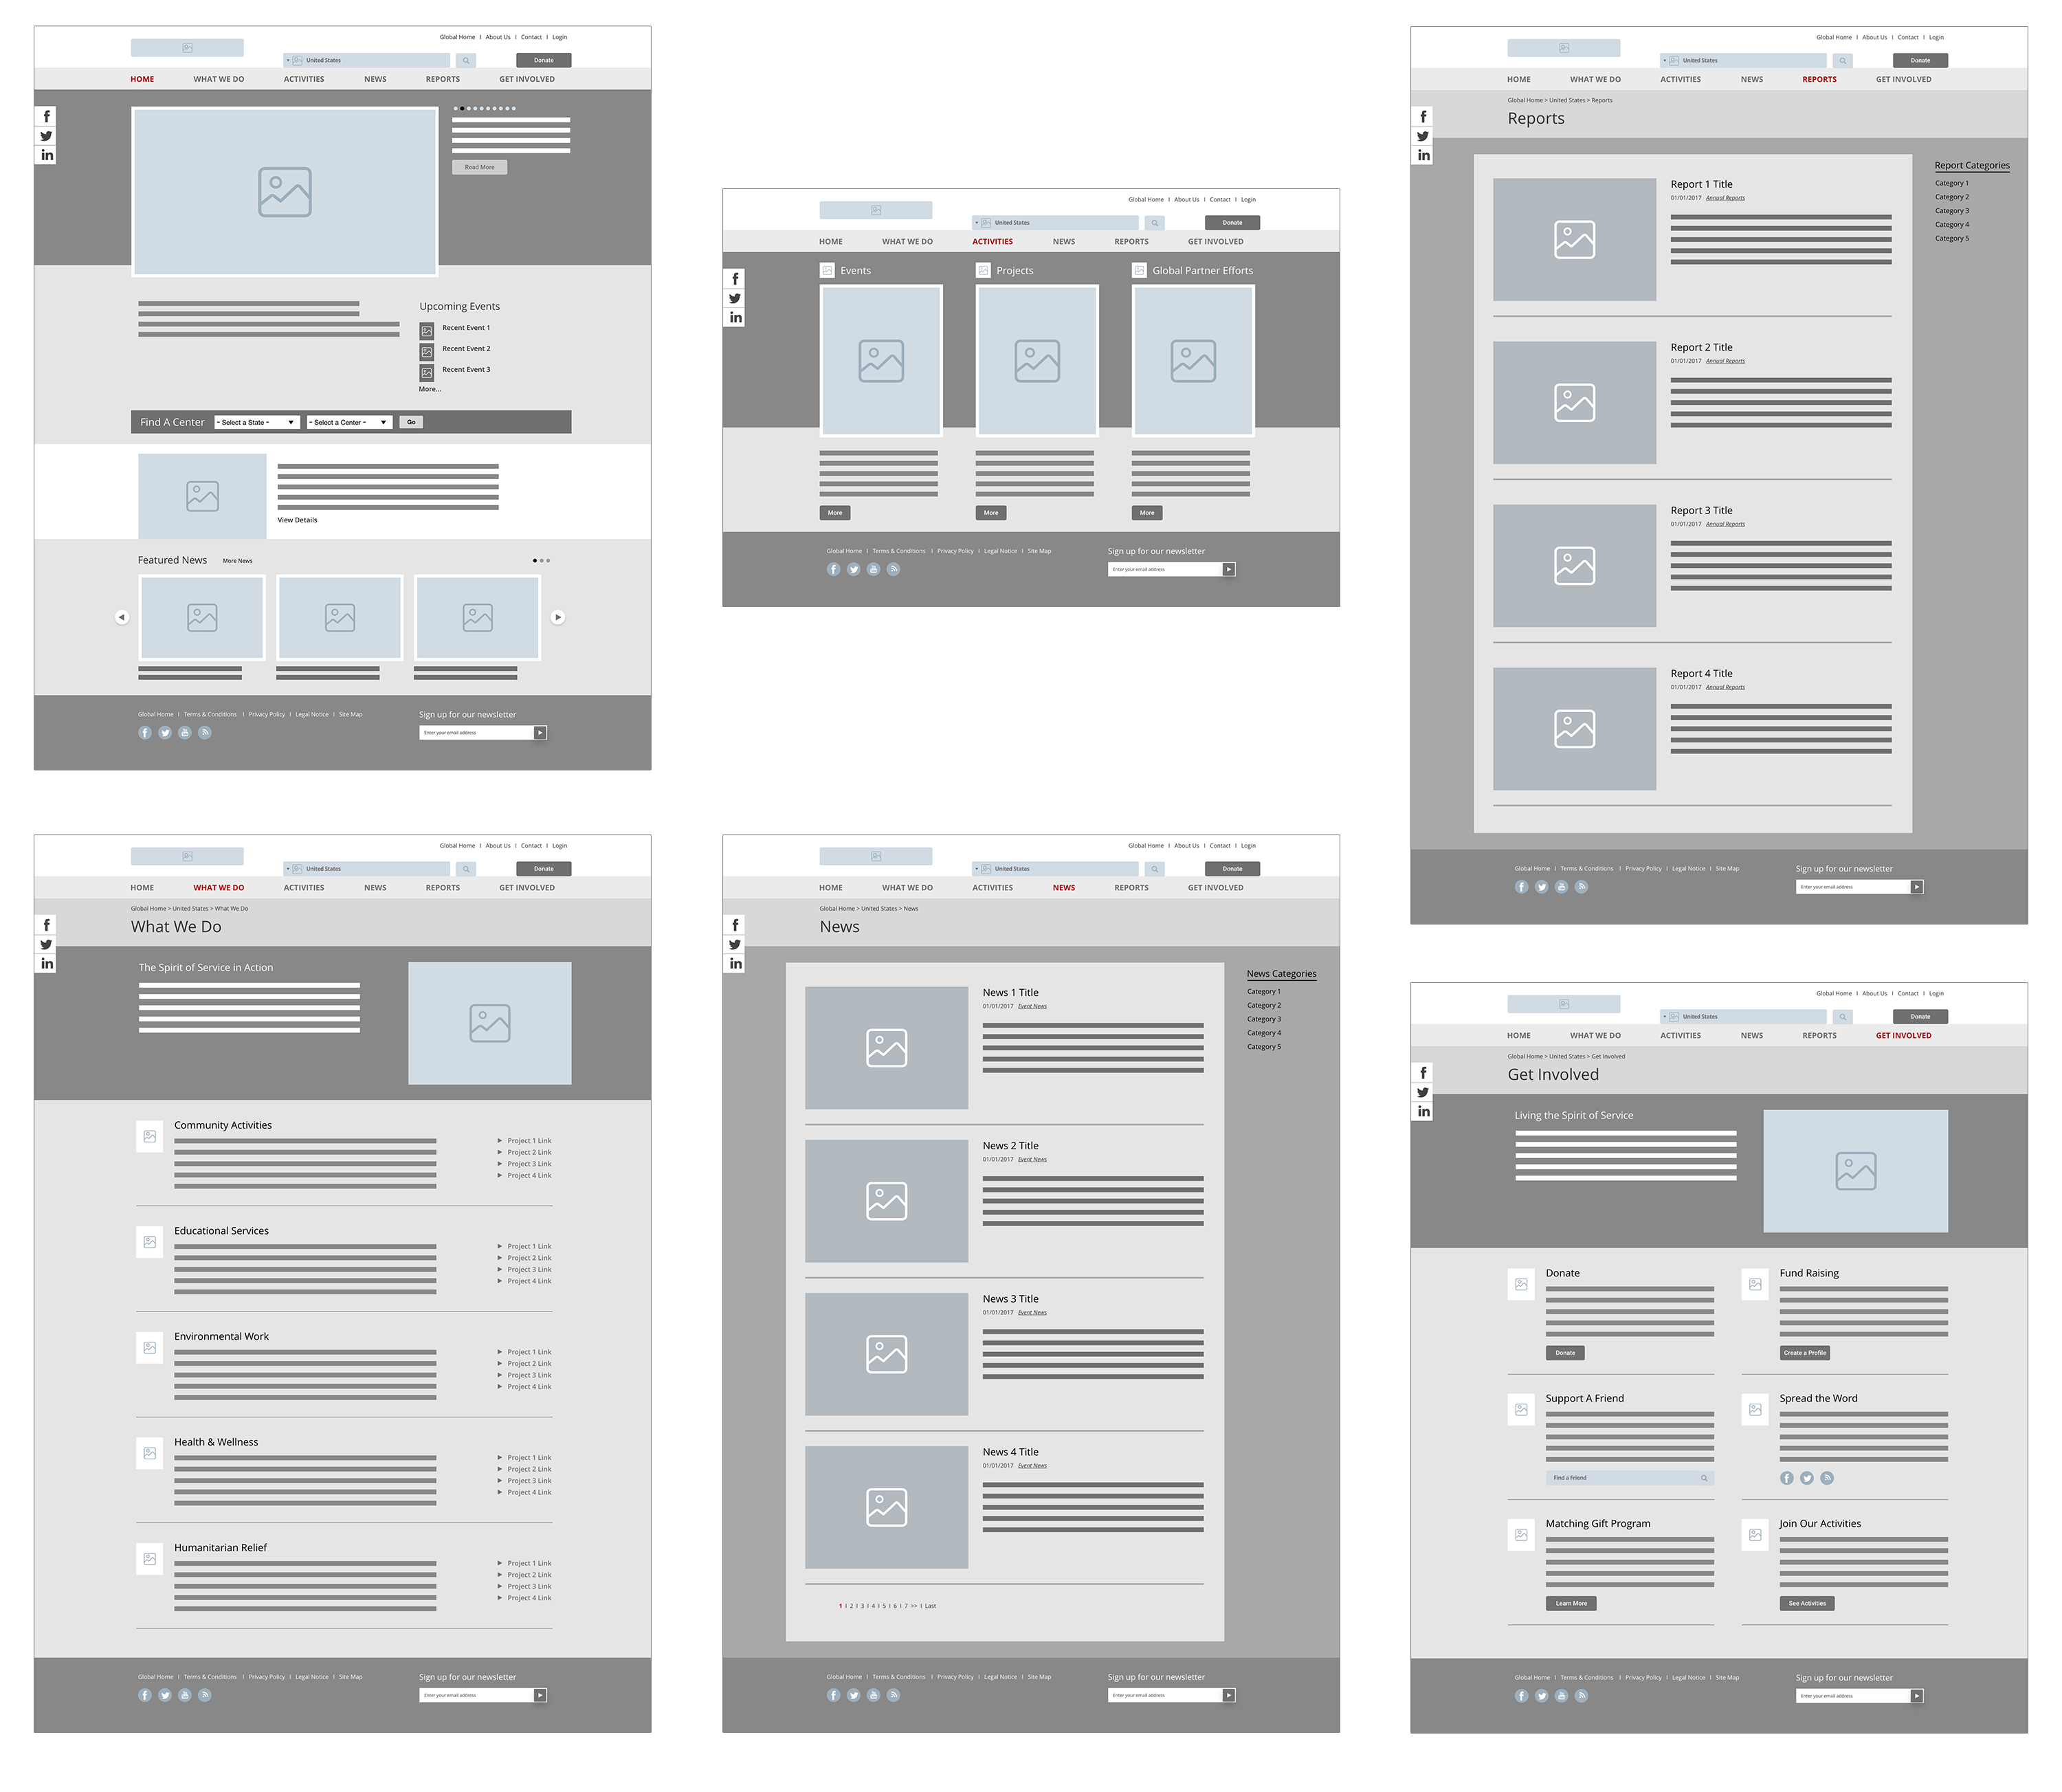 Global Home I About Us I Contact I Login
United States
Donate
HOME WHAT WE DO ACTIVITIES NEWS REPORTS GET INVOLVED
Read More
Upcoming Events
Recent Event 1
Recent Event 2
Recent Event 3
More...
Find A Center - Select a State - - Select a Center - Go
View Details
Featured News More News
Global Home I Terms & Conditions I Privacy Policy I Legal Notice I Site Map
Sign up for our newsletter
Enter your email address
Global Home I About Us I Contact I Login
United States
Donate
HOME WHAT WE DO ACTIVITIES NEWS REPORTS GET INVOLVED
Events Projects Global Partner Efforts
More More More
Global Home I Terms & Conditions I Privacy Policy I Legal Notice I Site Map
Sign up for our newsletter
Enter your email address
Global Home I About Us I Contact I Login
United States
Donate
HOME WHAT WE DO ACTIVITIES NEWS REPORTS GET INVOLVED
Global Home > United States > Reports
Reports
Report 1 Title
01/01/2017 Annual Reports
Report 2 Title
01/01/2017 Annual Reports
Report 3 Title
01/01/2017 Annual Reports
Report 4 Title
01/01/2017 Annual Reports
Report Categories
Category 1
Category 2
Category 3
Category 4
Category 5
Global Home I Terms & Conditions I Privacy Policy I Legal Notice I Site Map
Sign up for our newsletter
Enter your email address
Global Home I About Us I Contact I Login
United States
Donate
HOME WHAT WE DO ACTIVITIES NEWS REPORTS GET INVOLVED
Global Home > United States > What We Do
What We Do
The Spirit of Service in Action
Community Activities
Project 1 Link
Project 2 Link
Project 3 Link
Project 4 Link
Educational Services
Project 1 Link
Project 2 Link
Project 3 Link
Project 4 Link
Environmental Work
Project 1 Link
Project 2 Link
Project 3 Link
Project 4 Link
Health & Wellness
Project 1 Link
Project 2 Link
Project 3 Link
Project 4 Link
Humanitarian Relief
Project 1 Link
Project 2 Link
Project 3 Link
Project 4 Link
Global Home I Terms & Conditions I Privacy Policy I Legal Notice I Site Map
Sign up for our newsletter
Enter your email address
Global Home I About Us I Contact I Login
United States
Donate
HOME WHAT WE DO ACTIVITIES NEWS REPORTS GET INVOLVED
Global Home > United States > News
News
News 1 Title
01/01/2017 Event News
News 2 Title
01/01/2017 Event News
News 3 Title
01/01/2017 Event News
News 4 Title
01/01/2017 Event News
1 I 2 I 3 I 4 I 5 I 6 I 7 >> I Last
News Categories
Category 1
Category 2
Category 3
Category 4
Category 5
Global Home I Terms & Conditions I Privacy Policy I Legal Notice I Site Map
Sign up for our newsletter
Enter your email address
Global Home I About Us I Contact I Login
United States
Donate
HOME WHAT WE DO ACTIVITIES NEWS REPORTS GET INVOLVED
Global Home > United States > Get Involved
Get Involved
Living the Spirit of Service
Donate
Donate
Fund Raising
Create a Profile
Support A Friend
Find a Friend
Spread the Word
Matching Gift Program
Learn More
Join Our Activities
See Activities
Global Home I Terms & Conditions I Privacy Policy I Legal Notice I Site Map
Sign up for our newsletter
Enter your email address